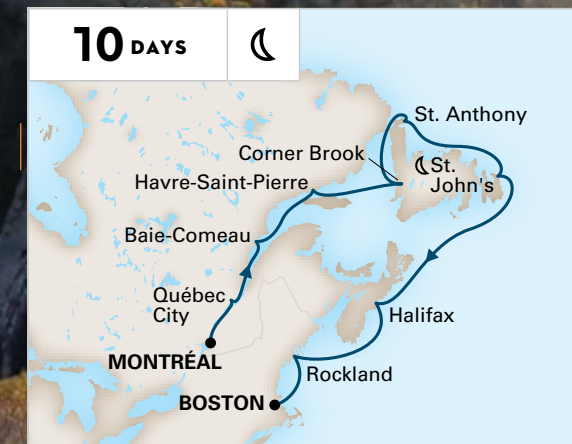 10 DAYS
St. Anthony
Corner Brook
St.
John's
Havre-Saint-Pierre
Baie-Comeau
Québec
City
Halifax
MONTRÉAL
Rockland
BOSTON